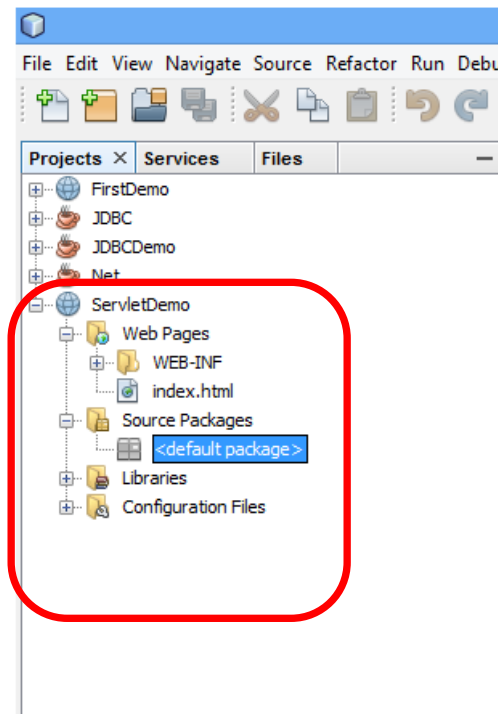 File Edit View Navigate Source Refactor Run Debu
Projects Services Files
FirstDemo
JDBC
JDBCDemo
Net
ServletDemo
Web Pages
WEB-INF
index.html
Source Packages
<default package>
Libraries
Configuration Files